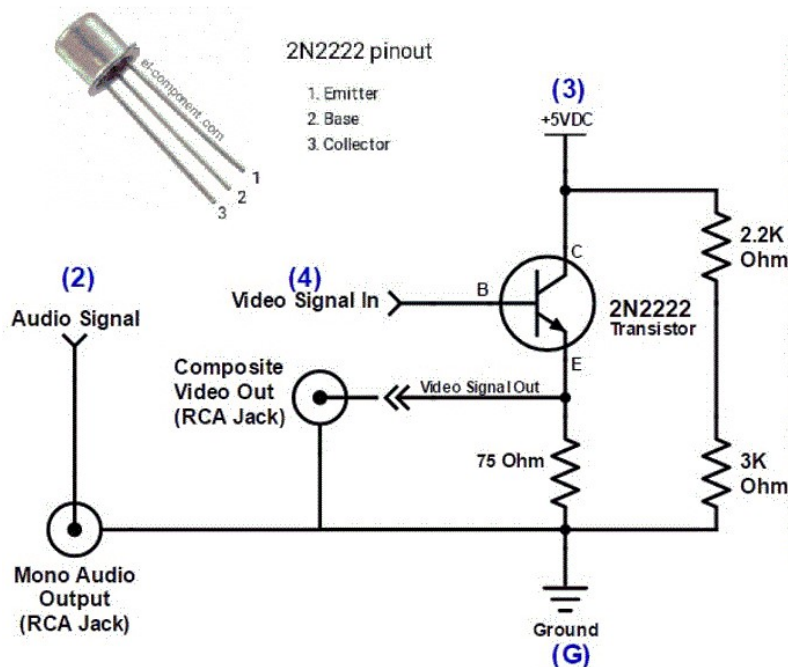 el-component.com
2N2222 pinout
1. Emitter
2. Base
3. Collector
1
2
3
(3)
+5VDC
2.2K
Ohm
C
(2)
Audio Signal
(4)
Video Signal In
B
2N2222
Transistor
E
Composite
Video Out
(RCA Jack)
Video Signal Out
75 Ohm
3K
Ohm
Mono Audio
Output
(RCA Jack)
Ground
(G)